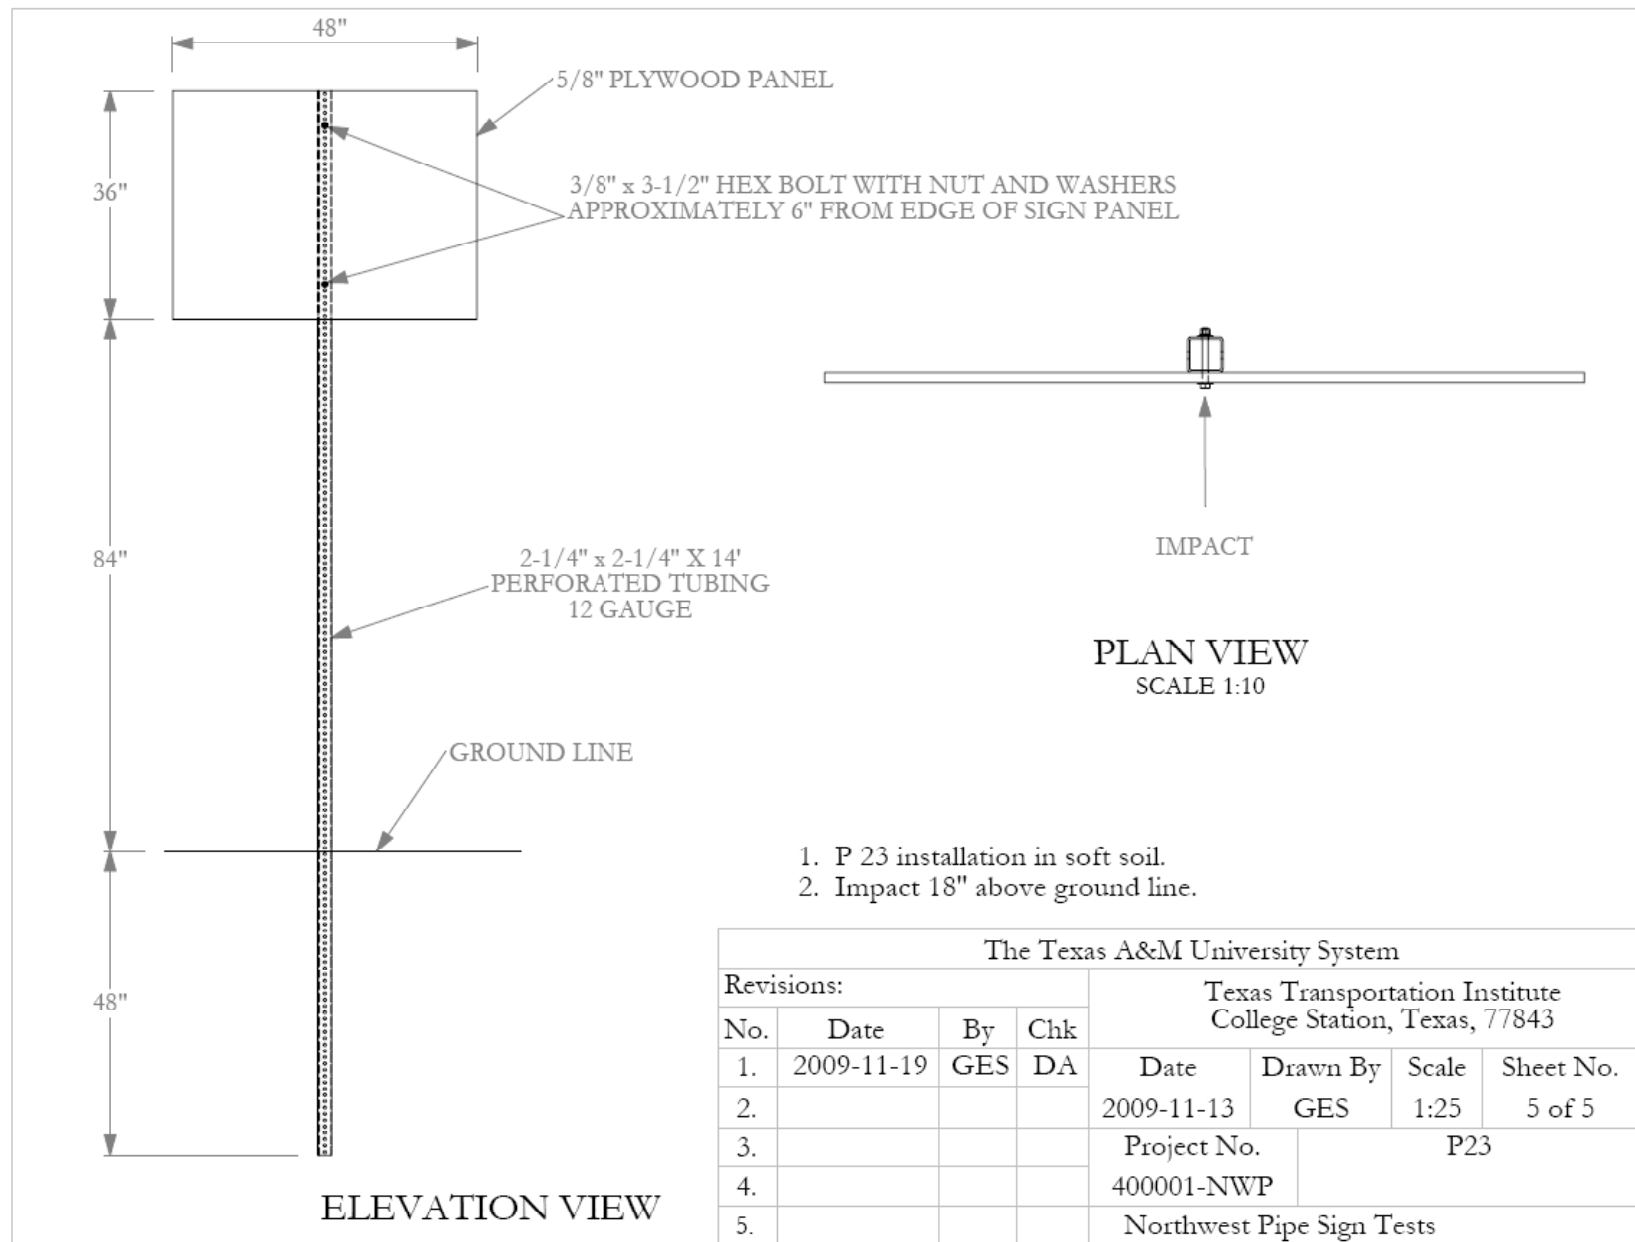 48"
5/8" PLYWOOD PANEL
36"
3/8" x 3-1/2" HEX BOLT WITH NUT AND WASHERS
APPROXIMATELY 6" FROM EDGE OF SIGN PANEL
84"
2-1/4" x 2-1/4" X 14'
PERFORATED TUBING
12 GAUGE
IMPACT
PLAN VIEW
SCALE 1:10
GROUND LINE
1. P 23 installation in soft soil.
2. Impact 18" above ground line.
48"
ELEVATION VIEW
The Texas A&M University System
Revisions:
Texas Transportation Institute
College Station, Texas, 77843
No. Date By Chk
1. 2009-11-19 GES DA
Date Drawn By Scale Sheet No.
2.
2009-11-13 GES 1:25 5 of 5
3.
Project No. P23
4.
400001-NWP
5.
Northwest Pipe Sign Tests